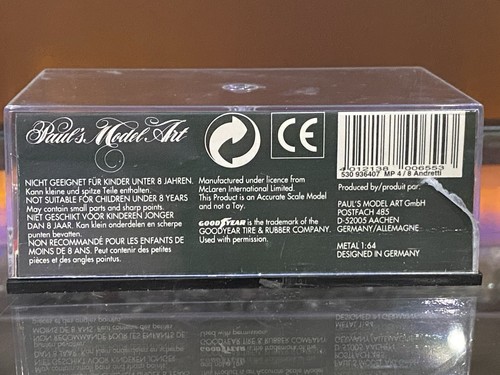 Paul's Model Art
CE
4 012138 006553
530 936407 MP 4 / 8 Andretti
NICHT GEEIGNET FÜR KINDER UNTER 8 JAHREN.
Kann kleine und spitze Teile enthalten.
NOT SUITABLE FOR CHILDREN UNDER 8 YEARS
May contain small parts and sharp points.
NIET GESCHIKT VÓÓR KINDEREN JONGER
DAN 8 JAAR. Kan klein onderdelen en scherpe
punten bevatten.
NON RECOMMANDÉ POUR LES ENFANTS DE
MOINS DE 8 ANS. Peut contenir des petites
pièces et des angles pointus.
Manufactured under licence from
McLaren International Limited.
This Product is an Accurate Scale Model
and not a Toy.
GOODYEAR is the trademark of the
GOODYEAR TIRE & RUBBER COMPANY.
Used with permission.
Produced by/produit par:
PAUL'S MODEL ART GmbH
POSTFACH 485
D-52005 AACHEN
GERMANY/ALLEMAGNE
METAL 1:64
DESIGNED IN GERMANY